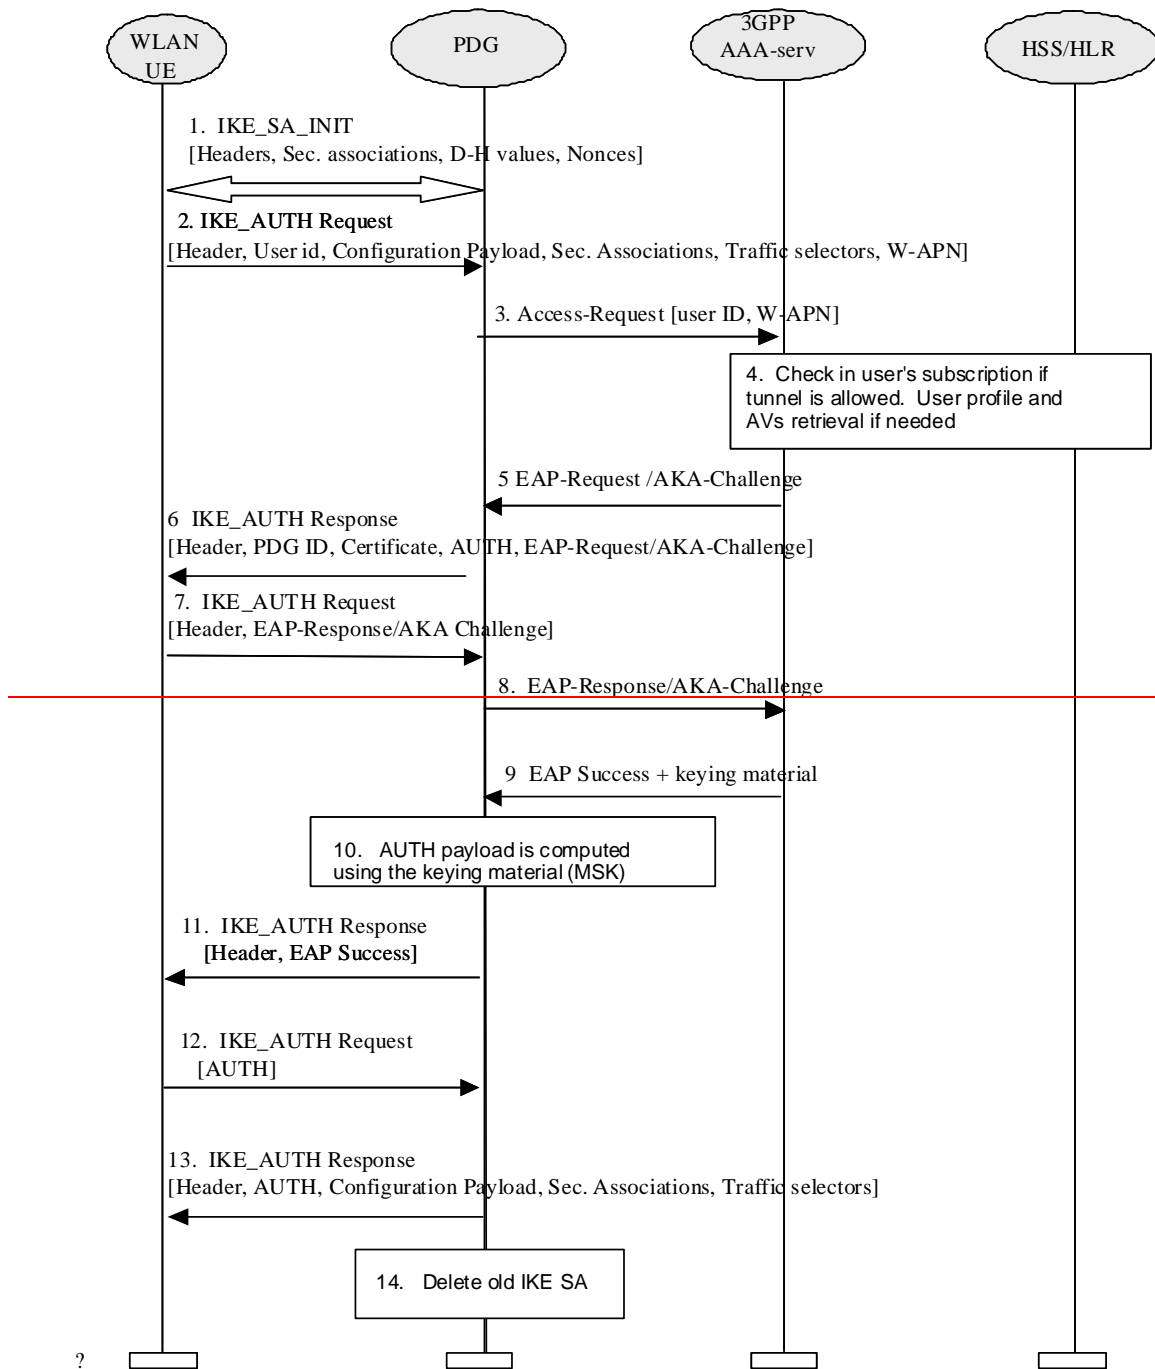 WLAN
UE
PDG
3GPP
AAA-serv
HSS/HLR
1. IKE_SA_INIT
[Headers, Sec. associations, D-H values, Nonces]
2. IKE_AUTH Request
[Header, User id, Configuration Payload, Sec. Associations, Traffic selectors, W-APN]
3. Access-Request [user ID, W-APN]
4. Check in user's subscription if
tunnel is allowed. User profile and
AVs retrieval if needed
5 EAP-Request /AKA-Challenge
6 IKE_AUTH Response
[Header, PDG ID, Certificate, AUTH, EAP-Request/AKA-Challenge]
7. IKE_AUTH Request
[Header, EAP-Response/AKA Challenge]
8. EAP-Response/AKA-Challenge
9 EAP Success + keying material
10. AUTH payload is computed
using the keying material (MSK)
11. IKE_AUTH Response
[Header, EAP Success]
12. IKE_AUTH Request
[AUTH]
13. IKE_AUTH Response
[Header, AUTH, Configuration Payload, Sec. Associations, Traffic selectors]
14. Delete old IKE SA
?